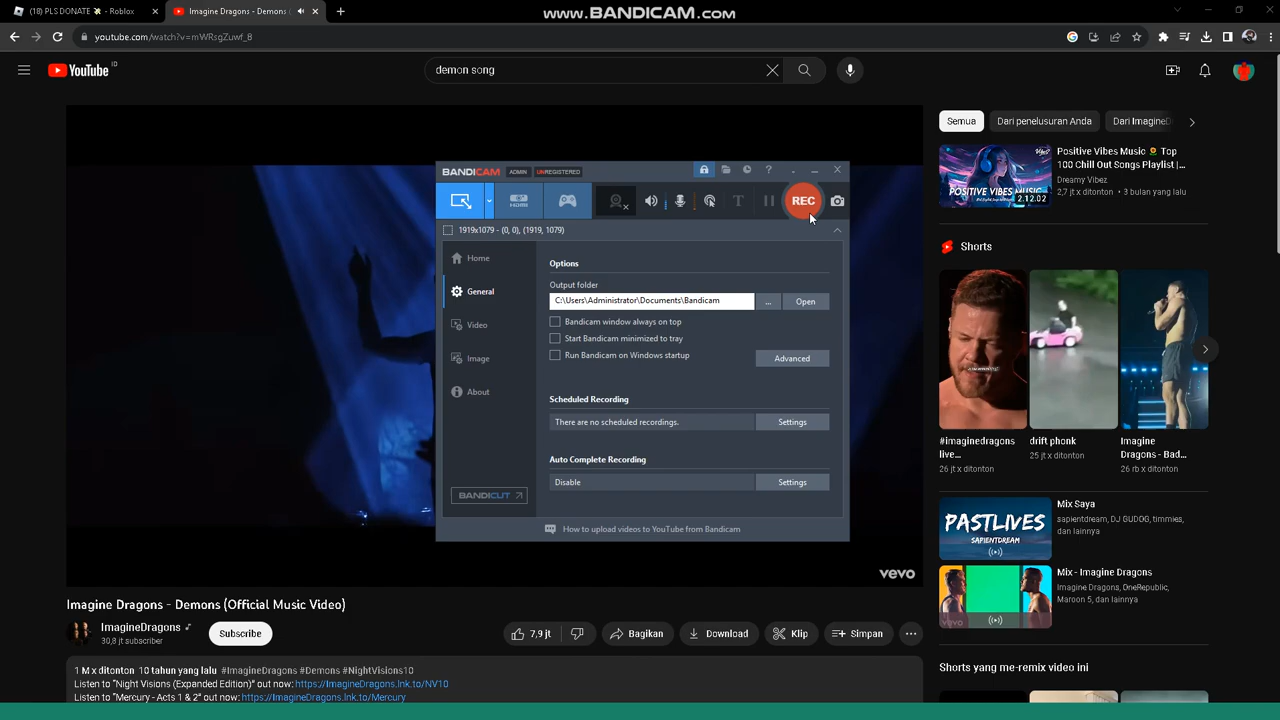 (18) PLS DONATE 💸 - Roblox
Imagine Dragons - Demons (
www.BANDICAM.com
youtube.com/watch?v=mWRsgZuwf_8
YouTube ID
demon song
Semua
Dari penelusuran Anda
Dari ImagineD
Positive Vibes Music 🌻 Top
100 Chill Out Songs Playlist |...
Dreamy Vibez
2,7 jt x ditonton • 3 bulan yang lalu
POSITIVE VIBES MUSIC
2.12.02
BANDICAM
ADMIN
UNREGISTERED
HDMI
REC
1919x1079 - (0, 0), (1919, 1079)
Home
General
Video
Image
About
BANDICUT
Options
Output folder
C:\Users\Administrator\Documents\Bandicam
...
Open
Bandicam window always on top
Start Bandicam minimized to tray
Run Bandicam on Windows startup
Advanced
Scheduled Recording
There are no scheduled recordings.
Settings
Auto Complete Recording
Disable
Settings
How to upload videos to YouTube from Bandicam
vevo
Shorts
#imaginedragons
live...
26 jt x ditonton
drift phonk
25 jt x ditonton
Imagine
Dragons - Bad...
26 rb x ditonton
PASTLIVES
SAPIENTDREAM
Mix Saya
sapientdream, DJ GUDOG, timmies,
dan lainnya
vevo
Mix - Imagine Dragons
Imagine Dragons, OneRepublic,
Maroon 5, dan lainnya
Shorts yang me-remix video ini
Imagine Dragons - Demons (Official Music Video)
ImagineDragons
30,8 jt subscriber
Subscribe
7,9 jt
Bagikan
Download
Klip
Simpan
1 M x ditonton 10 tahun yang lalu #ImagineDragons #Demons #NightVisions10
Listen to "Night Visions (Expanded Edition)" out now: https://ImagineDragons.lnk.to/NV10
Listen to "Mercury - Acts 1 & 2" out now: https://ImagineDragons.lnk.to/Mercury